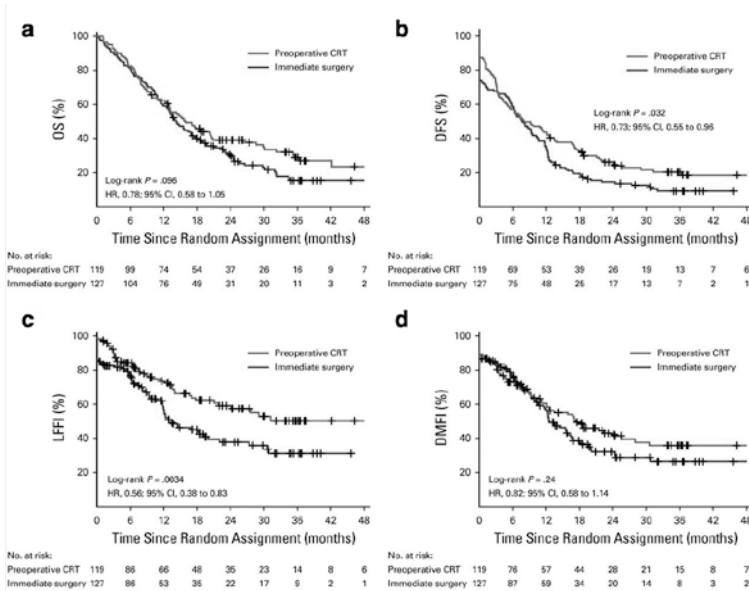 a
100
80
60
40
20
OS (%)
Preoperative CRT
Immediate surgery
Log-rank P = .096
HR, 0.78; 95% CI, 0.58 to 1.05
0 6 12 18 24 30 36 42 48
Time Since Random Assignment (months)
No. at risk:
Preoperative CRT 119 99 74 54 37 26 16 9 7
Immediate surgery 127 104 76 49 31 20 11 3 2
b
100
80
60
40
20
DFS (%)
Preoperative CRT
Immediate surgery
Log-rank P = .032
HR, 0.73; 95% CI, 0.55 to 0.96
0 6 12 18 24 30 36 42 48
Time Since Random Assignment (months)
No. at risk:
Preoperative CRT 119 69 53 39 26 19 13 7 6
Immediate surgery 127 75 48 26 17 13 7 2 1
c
100
80
60
40
20
LFFI (%)
Preoperative CRT
Immediate surgery
Log-rank P = .0034
HR, 0.56; 95% CI, 0.38 to 0.83
0 6 12 18 24 30 36 42 48
Time Since Random Assignment (months)
No. at risk:
Preoperative CRT 119 86 66 48 35 23 14 8 6
Immediate surgery 127 86 53 35 22 17 9 2 1
d
100
80
60
40
20
DMFI (%)
Preoperative CRT
Immediate surgery
Log-rank P = .24
HR, 0.82; 95% CI, 0.58 to 1.14
0 6 12 18 24 30 36 42 48
Time Since Random Assignment (months)
No. at risk:
Preoperative CRT 119 76 57 44 28 21 15 8 7
Immediate surgery 127 87 59 34 20 14 8 3 2